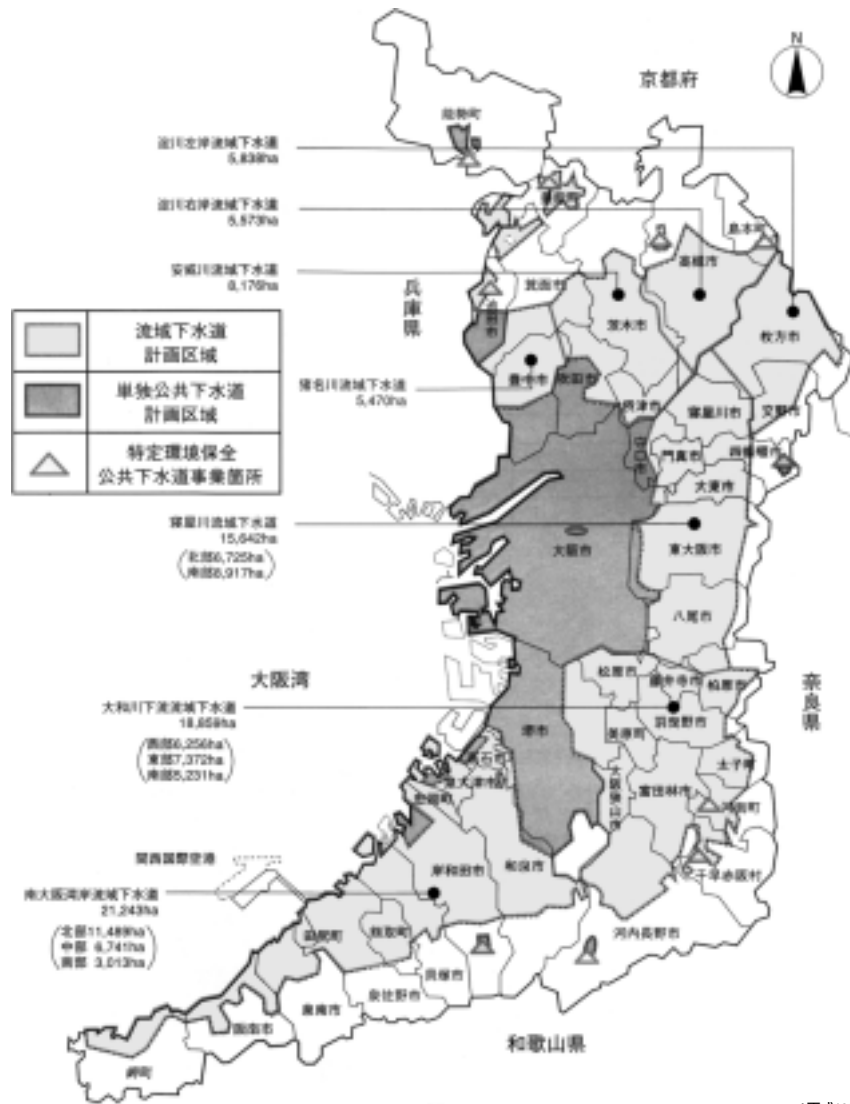 N
京都府
能勢町
淀川左岸流域下水道
5,838ha
淀川右岸流域下水道
5,573ha
島本町
高槻市
安威川流域下水道
8,176ha
箕面市
兵庫県
池田市
茨木市
枚方市
流域下水道
計画区域
単独公共下水道
計画区域
特定環境保全
公共下水道事業箇所
豊中市
吹田市
猪名川流域下水道
5,470ha
摂津市
寝屋川市
交野市
守口市
門真市
四條畷市
大東市
寝屋川流域下水道
15,642ha
(北部6,725ha
南部8,917ha)
大阪市
東大阪市
八尾市
大阪湾
松原市
藤井寺市
柏原市
奈良県
大和川下流流域下水道
18,859ha
(西部6,256ha
東部7,372ha
南部5,231ha)
堺市
美原町
羽曳野市
高石市
泉大津市
忠岡町
大阪狭山市
富田林市
太子町
河南町
関西国際空港
岸和田市
和泉市
千早赤阪村
南大阪湾岸流域下水道
21,243ha
(北部11,489ha
中部 6,741ha
南部 3,013ha)
田尻町
熊取町
河内長野市
貝塚市
泉佐野市
泉南市
阪南市
和歌山県
岬町